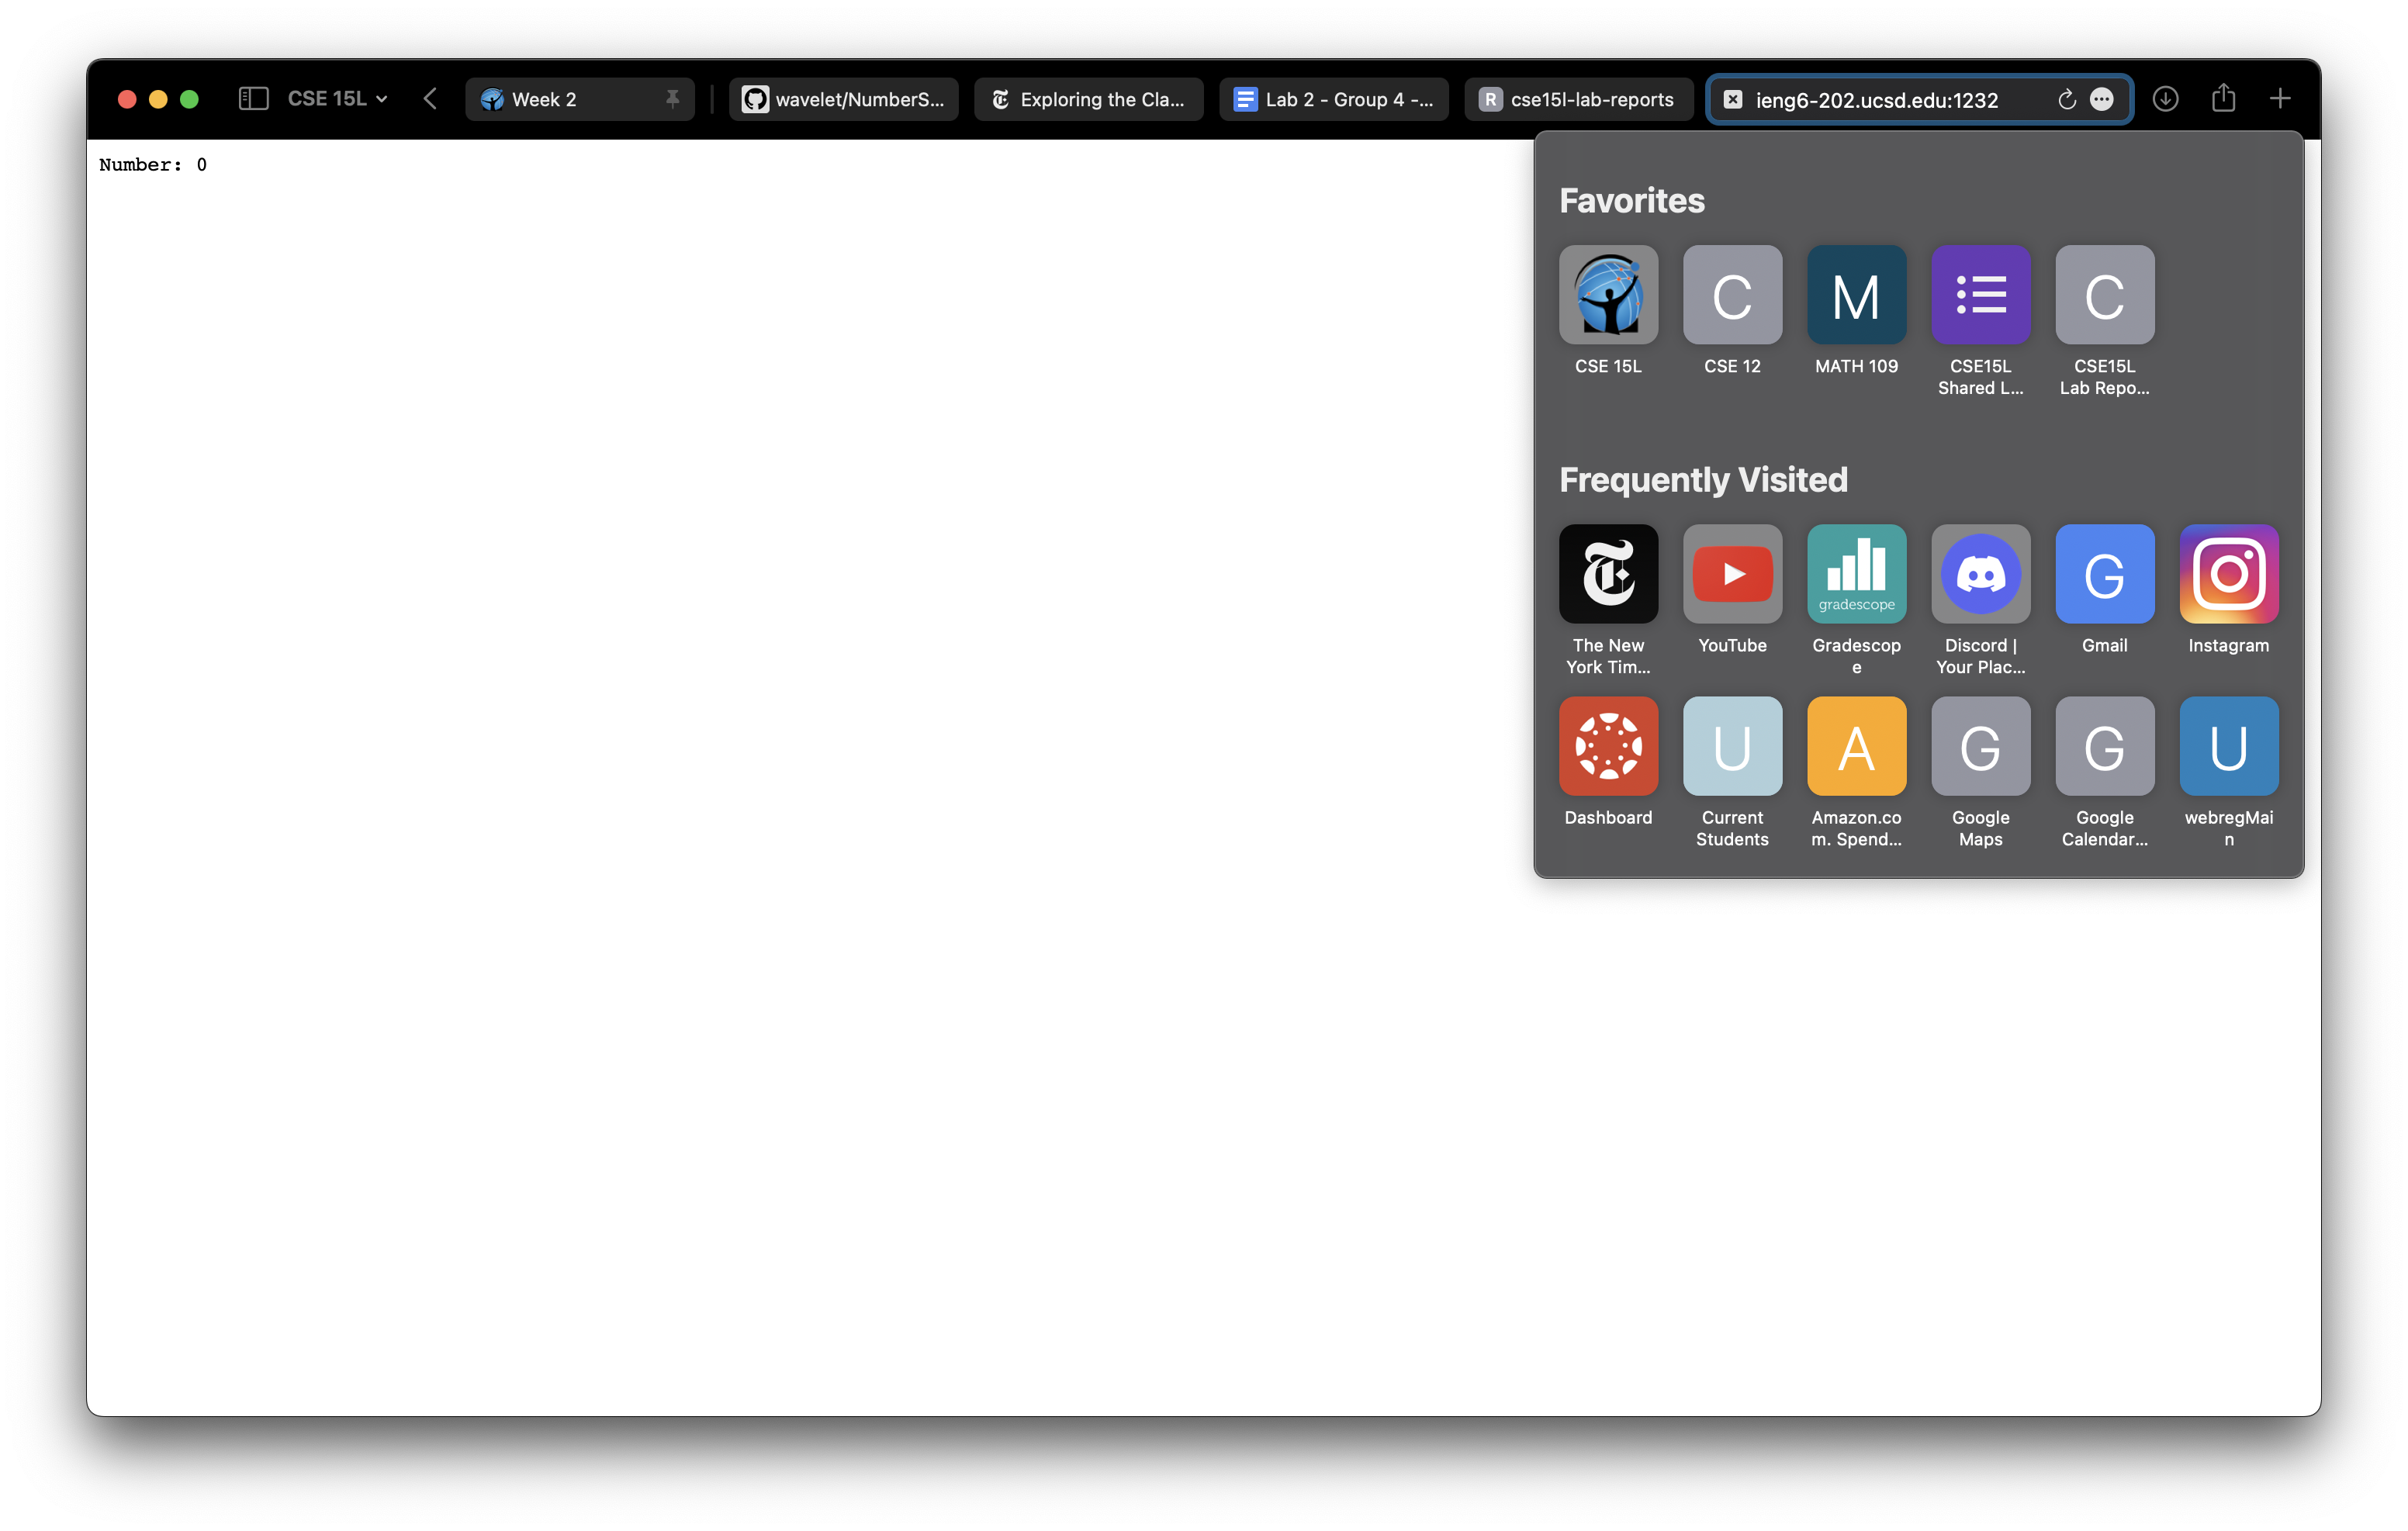 CSE 15L
Week 2
wavelet/NumberS...
Exploring the Cla...
Lab 2 - Group 4 -...
R
cse15l-lab-reports
ieng6-202.ucsd.edu:1232
Number: 0
Favorites
C
M
C
CSE 15L
CSE 12
MATH 109
CSE15L
Shared L...
CSE15L
Lab Repo...
Frequently Visited
gradescope
G
The New
York Tim...
YouTube
Gradescop
e
Discord |
Your Plac...
Gmail
Instagram
U
A
G
G
U
Dashboard
Current
Students
Amazon.co
m. Spend...
Google
Maps
Google
Calendar...
webregMai
n